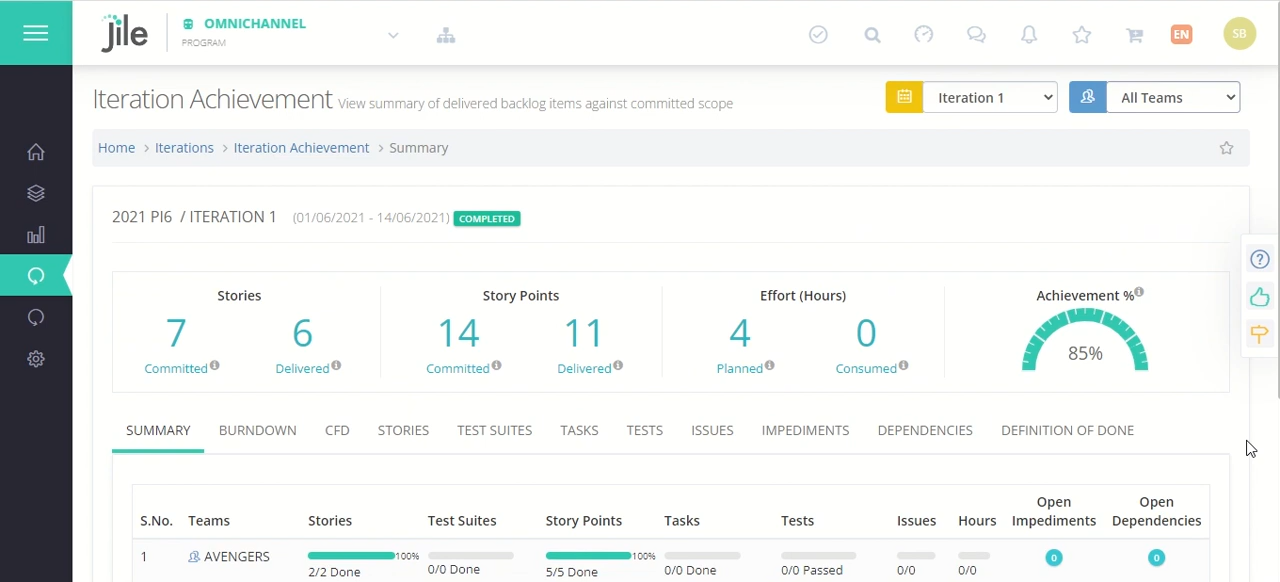 jile
OMNICHANNEL
PROGRAM
EN
SB
Iteration Achievement View summary of delivered backlog items against committed scope
Iteration 1
All Teams
Home > Iterations > Iteration Achievement > Summary
2021 PI6 / ITERATION 1 (01/06/2021 - 14/06/2021) COMPLETED
Stories Story Points Effort (Hours) Achievement %
7 6 14 11 4 0 85%
Committed Delivered Committed Delivered Planned Consumed
SUMMARY BURNDOWN CFD STORIES TEST SUITES TASKS TESTS ISSUES IMPEDIMENTS DEPENDENCIES DEFINITION OF DONE
S.No. Teams Stories Test Suites Story Points Tasks Tests Issues Hours Open Impediments Open Dependencies
1 AVENGERS 100% 100% 0 0
2/2 Done 0/0 Done 5/5 Done 0/0 Done 0/0 Passed 0/0 0/0